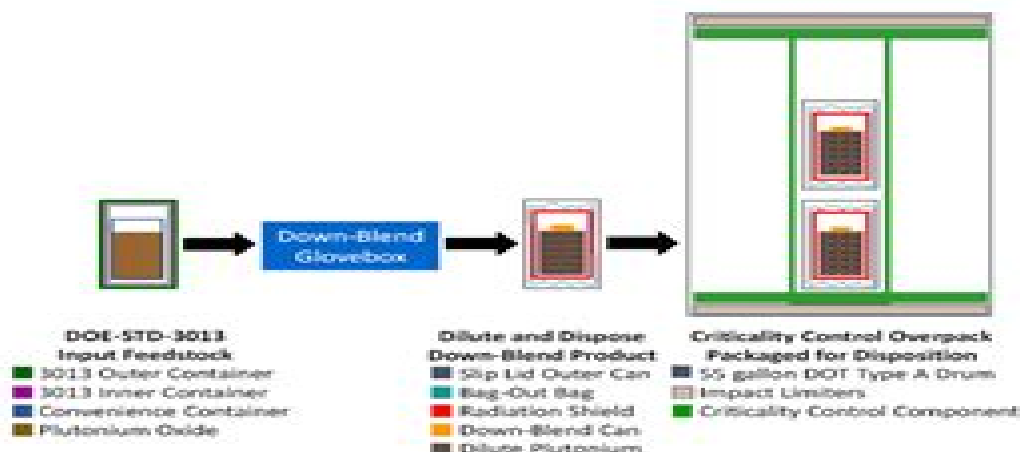 Down-Blend
Glovebox
DOE-STD-3013
Input Feedstock
3013 Outer Container
3013 Inner Container
Convenience Container
Plutonium Oxide
Dilute and Dispose
Down-Blend Product
Slip Lid Outer Can
Bag-Out Bag
Radiation Shield
Down-Blend Can
Dilute Plutonium
Criticality Control Overpack
Packaged for Disposition
55 gallon DOT Type A Drum
Impact Limiters
Criticality Control Component